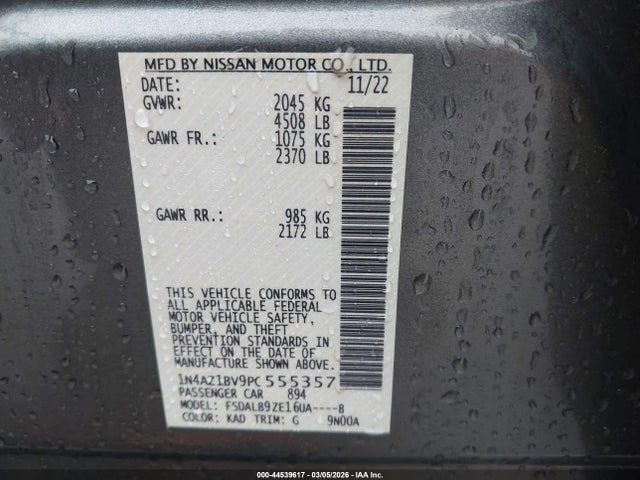 MFD BY NISSAN MOTOR CO., LTD.
DATE: 11/22
GVWR: 2045 KG
4508 LB
GAWR FR.: 1075 KG
2370 LB
GAWR RR.: 985 KG
2172 LB
THIS VEHICLE CONFORMS TO
ALL APPLICABLE FEDERAL
MOTOR VEHICLE SAFETY,
BUMPER, AND THEFT
PREVENTION STANDARDS IN
EFFECT ON THE DATE OF
MANUFACTURE SHOWN ABOVE.
1N4AZ1BV9PC555357
PASSENGER CAR 894
MODEL: FSDALB9ZE16UA----B
COLOR: KAD TRIM: G 9N00A
000-44539617 - 03/05/2026 - IAA Inc.